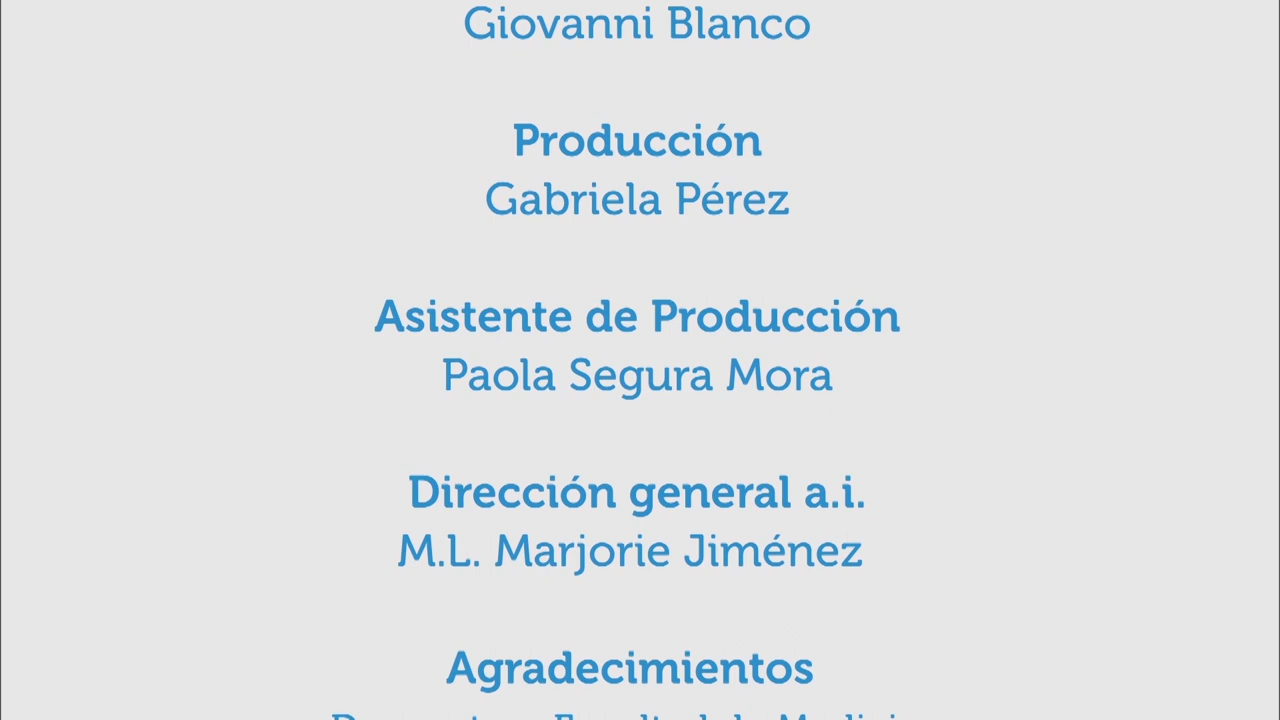 Giovanni Blanco
Producción
Gabriela Pérez
Asistente de Producción
Paola Segura Mora
Dirección general a.i.
M.L. Marjorie Jiménez
Agradecimientos